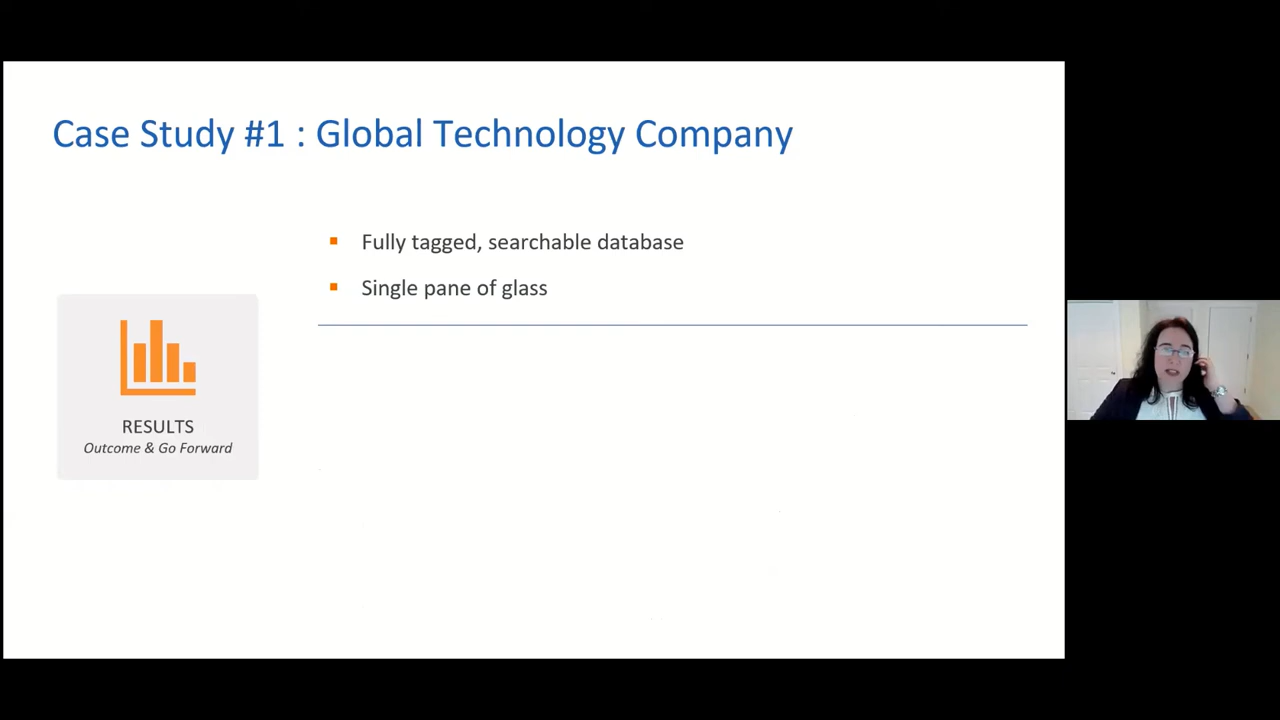 Case Study #1 : Global Technology Company
Fully tagged, searchable database
Single pane of glass
RESULTS
Outcome & Go Forward